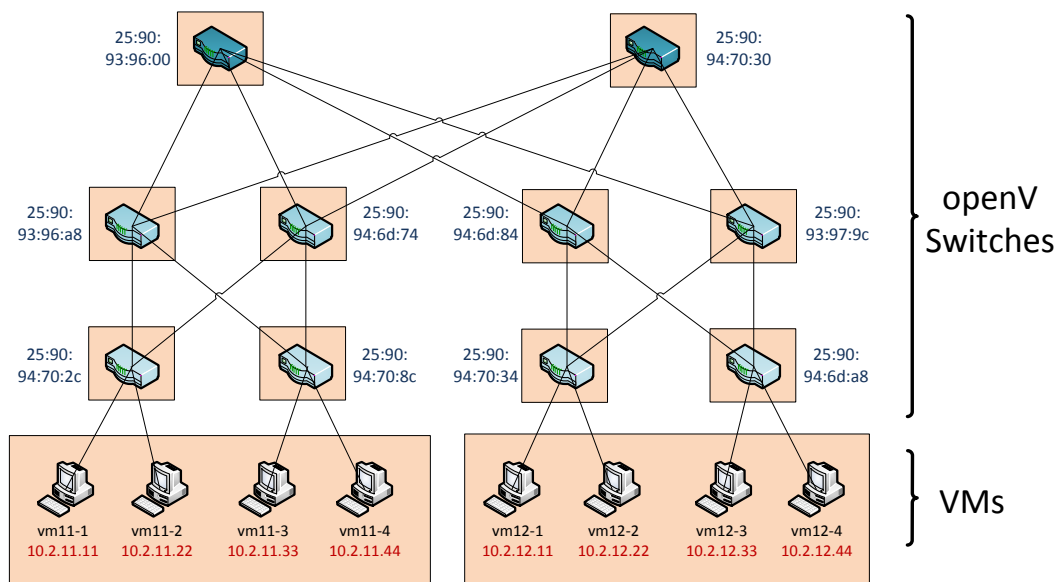 25:90:
93:96:00
25:90:
94:70:30
25:90:
93:96:a8
25:90:
94:6d:74
25:90:
94:6d:84
25:90:
93:97:9c
openV
Switches
25:90:
94:70:2c
25:90:
94:70:8c
25:90:
94:70:34
25:90:
94:6d:a8
vm11-1
10.2.11.11
vm11-2
10.2.11.22
vm11-3
10.2.11.33
vm11-4
10.2.11.44
vm12-1
10.2.12.11
vm12-2
10.2.12.22
vm12-3
10.2.12.33
vm12-4
10.2.12.44
VMs